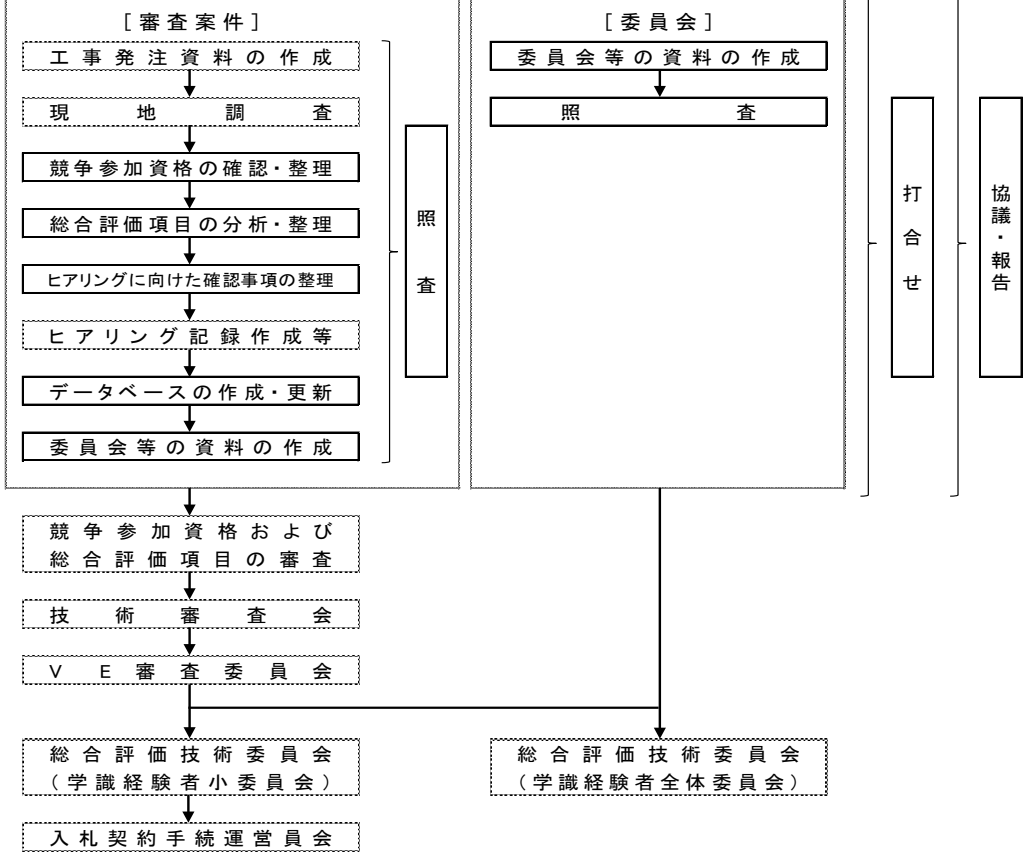 [審査案件]
工事発注資料の作成
現地調査
競争参加資格の確認・整理
総合評価項目の分析・整理
ヒアリングに向けた確認事項の整理
ヒアリング記録作成等
データベースの作成・更新
委員会等の資料の作成
照査
[委員会]
委員会等の資料の作成
照査
打合せ
協議・報告
競争参加資格および
総合評価項目の審査
技術審査会
VE審査委員会
総合評価技術委員会
(学識経験者小委員会)
総合評価技術委員会
(学識経験者全体委員会)
入札契約手続運営員会